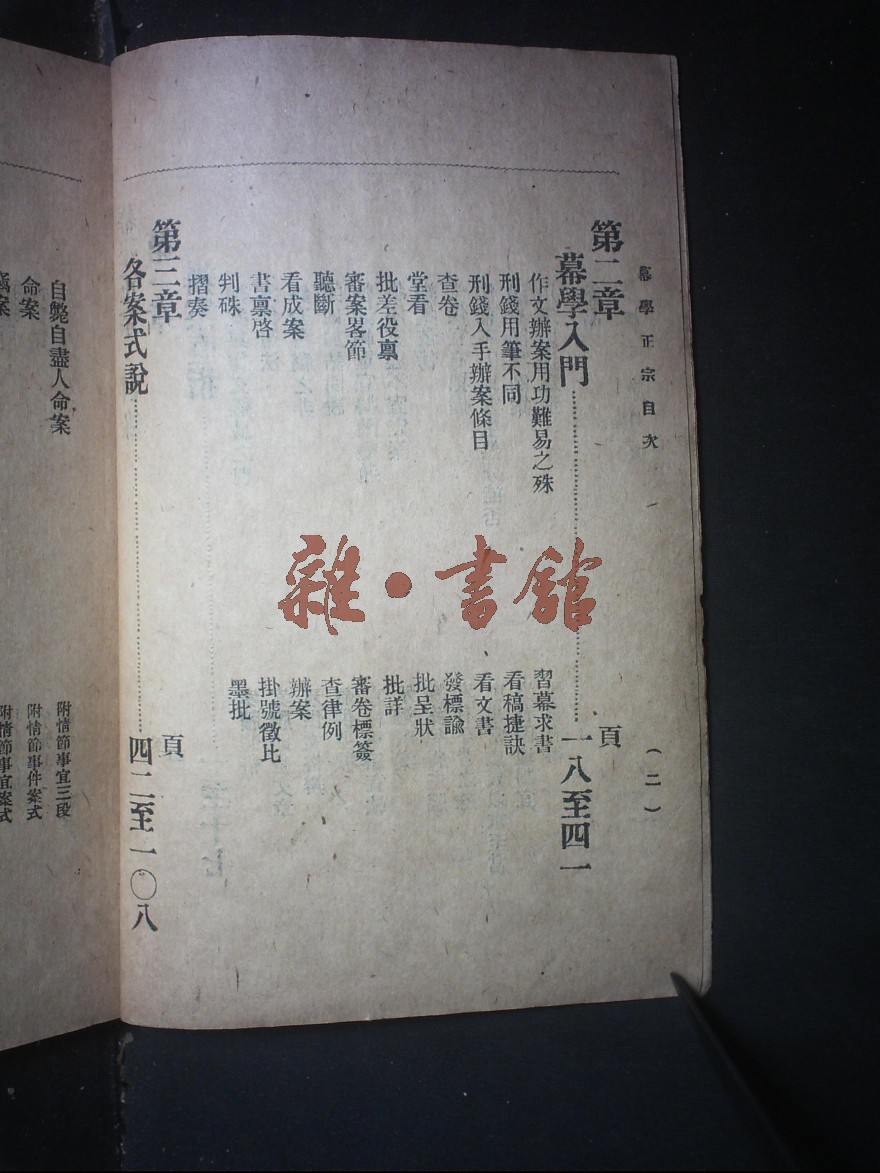 幕學正宗目次
(二)
第二章
頁
幕學入門
一八至四一
作文辦案用功難易之殊
習幕求書
刑錢用筆不同
看稿捷訣
刑錢入手辦案條目
看文書
查卷
發標諭
堂看
批呈狀
批差役稟
批詳
審案畧節
審卷標簽
聽斷
查律例
看成案
辦案
書稟啓
掛號徵比
判硃
墨批
摺奏
第三章
頁
各案式說
四二至一〇八
自斃自盡人命案
附情節事宜三段
命案
附情節事件案式
附情節事宜案式
雜·書館